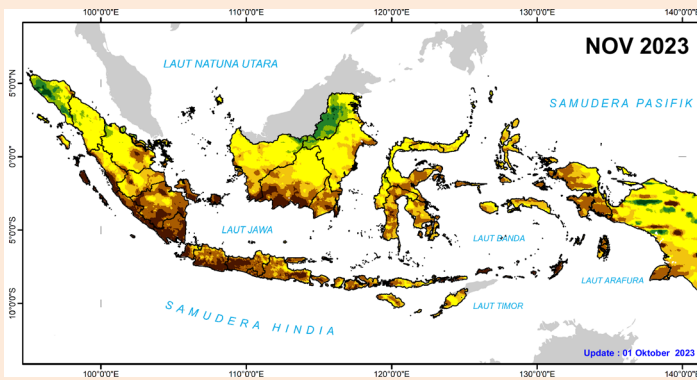 100°0'0"E 110°0'0"E 120°0'0"E 130°0'0"E 140°0'0"
NOV 2023
LAUT NATUNA UTARA
5°0'0"N
SAMUDERA PASIFIK
0°0'0"
5°0'0"S
LAUT JAWA
LAUT BANDA
LAUT ARAFURA
10°0'0"S
SAMUDERA HINDIA
LAUT TIMOR
Update : 01 Oktober 2023
100°0'0"E 110°0'0"E 120°0'0"E 130°0'0"E 140°0'0"